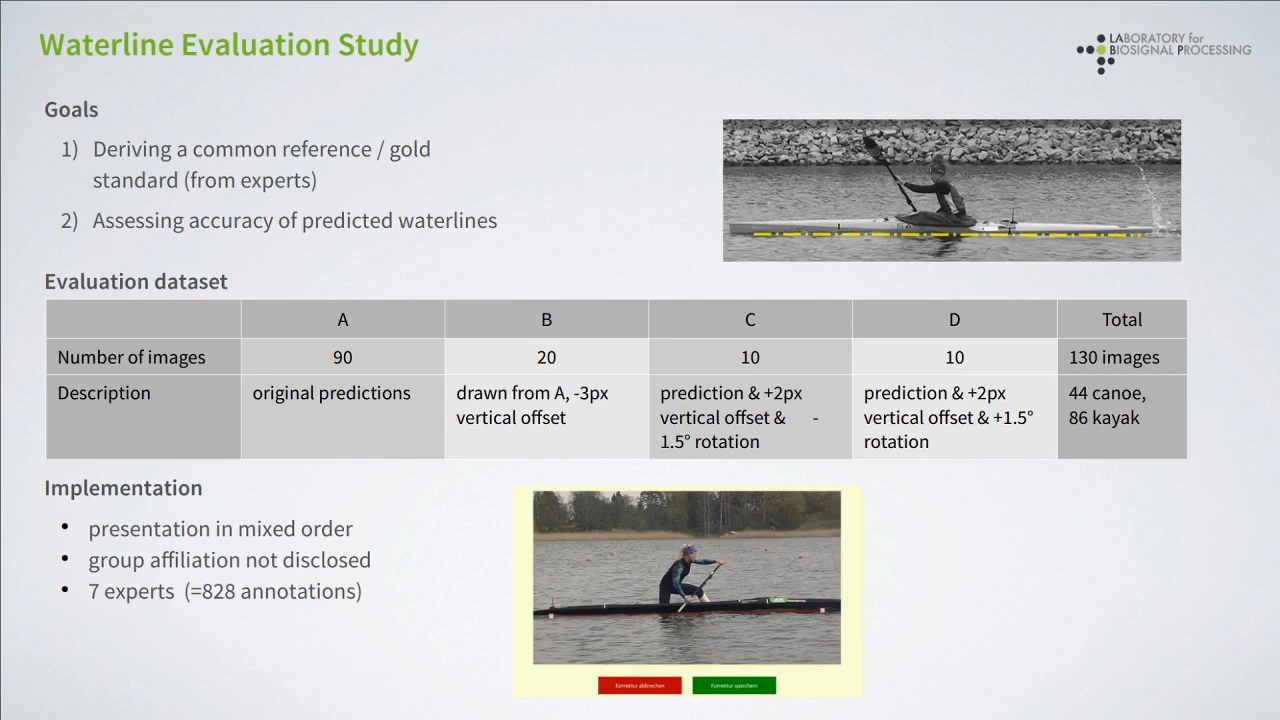 Waterline Evaluation Study
LABORATORY for
BIOSIGNAL PROCESSING
Goals
1) Deriving a common reference / gold
standard (from experts)
2) Assessing accuracy of predicted waterlines
Evaluation dataset
A B C D Total
Number of images 90 20 10 10 130 images
Description original predictions drawn from A, -3px prediction & +2px prediction & +2px 44 canoe,
vertical offset vertical offset & - vertical offset & +1.5° 86 kayak
1.5° rotation rotation
Implementation
• presentation in mixed order
• group affiliation not disclosed
• 7 experts (=828 annotations)
Korrektur abbrechen Korrektur speichern